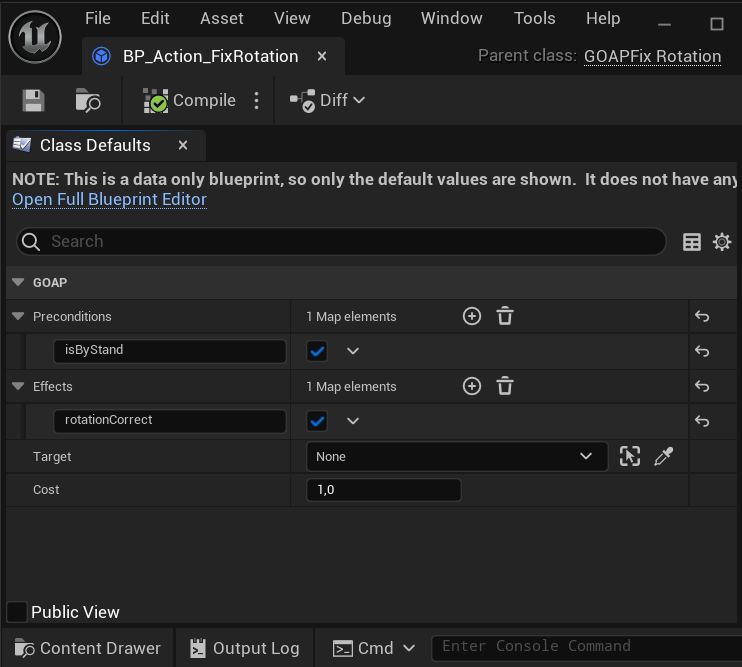 File Edit Asset View Debug Window Tools Help
BP_Action_FixRotation
Parent class: GOAPFix Rotation
Compile Diff
Class Defaults
NOTE: This is a data only blueprint, so only the default values are shown. It does not have any
Open Full Blueprint Editor
Search
GOAP
Preconditions 1 Map elements
isByStand
Effects 1 Map elements
rotationCorrect
Target None
Cost 1,0
Public View
Content Drawer Output Log Cmd Enter Console Command